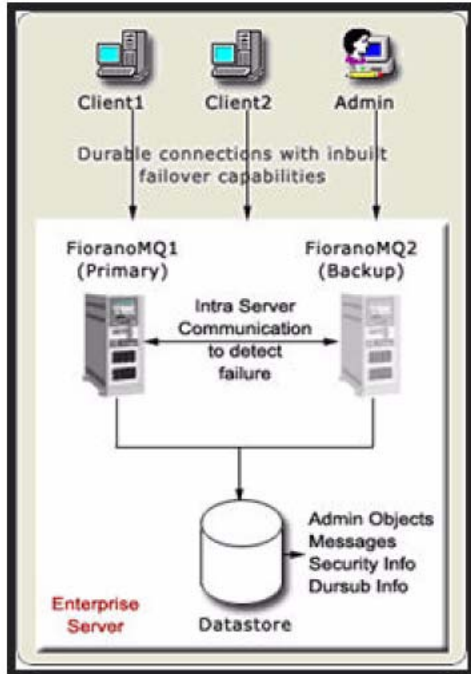 Client1 Client2 Admin
Durable connections with inbuilt
failover capabilities
FioranoMQ1
(Primary)
FioranoMQ2
(Backup)
Intra Server
Communication
to detect
failure
Admin Objects
Messages
Security Info
Dursub Info
Datastore
Enterprise
Server